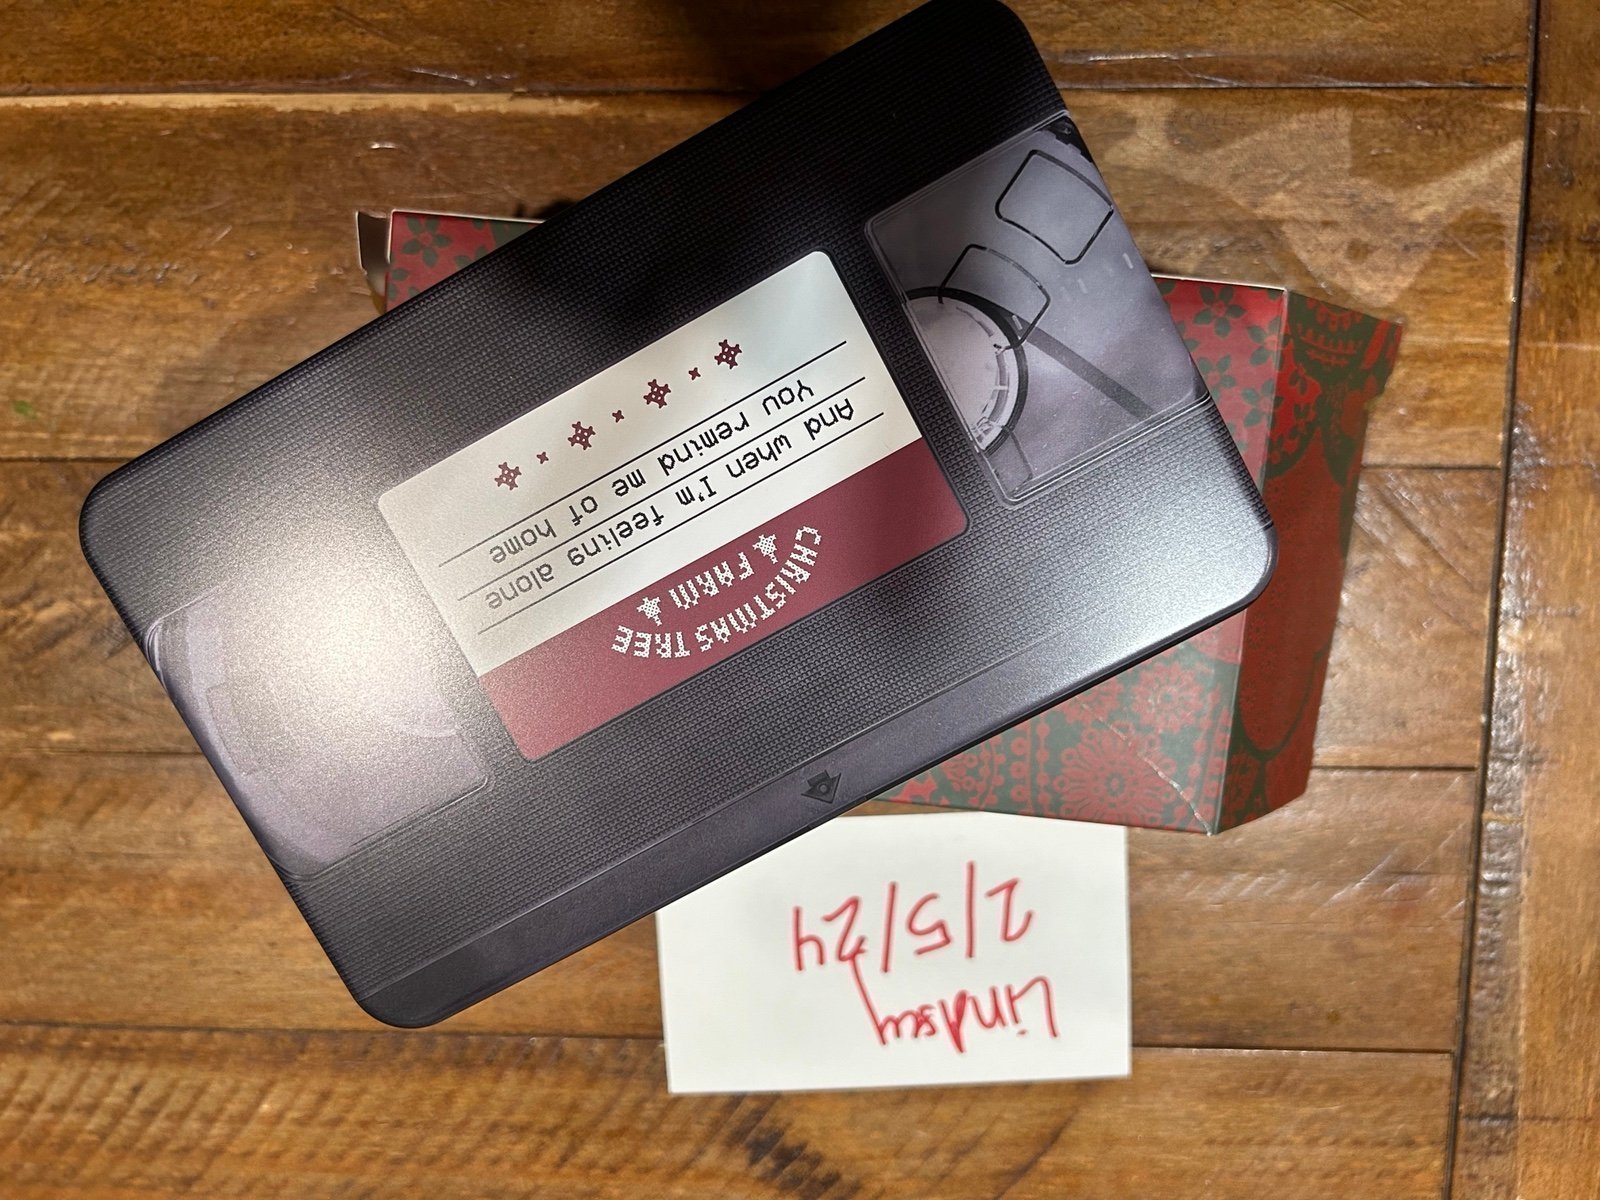 CHRISTMAS TREE
FARM
And when I'm feeling alone
You remind me of home
Lindsey
2/5/24